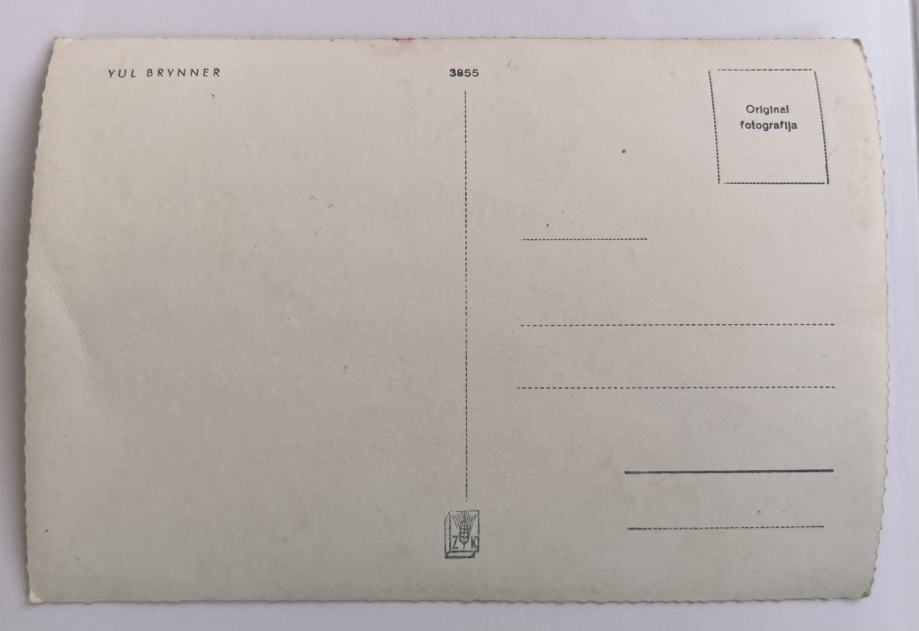 YUL BRYNNER
3855
Original
fotografija
Z K